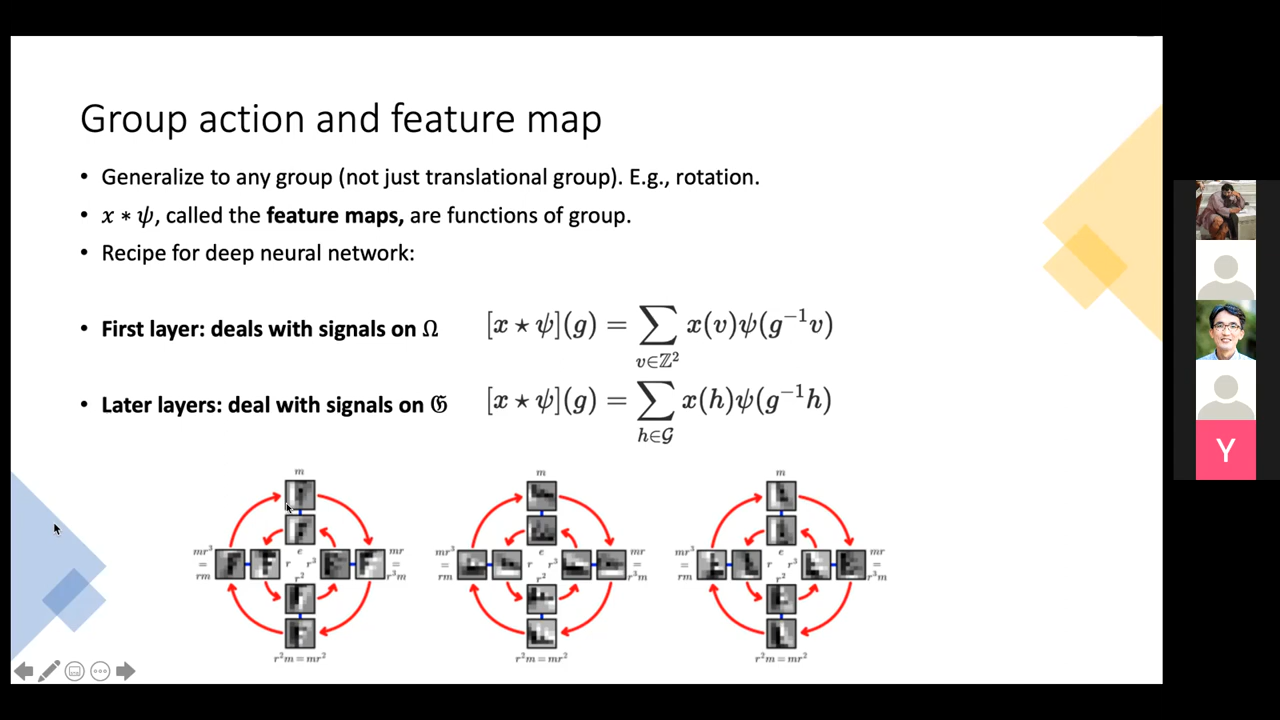 Group action and feature map
• Generalize to any group (not just translational group). E.g., rotation.
• x ∗ ψ, called the feature maps, are functions of group.
• Recipe for deep neural network:
• First layer: deals with signals on Ω [x ⋆ ψ](g) = ∑_{v∈ℤ²} x(v)ψ(g⁻¹v)
• Later layers: deal with signals on 𝔊 [x ⋆ ψ](g) = ∑_{h∈𝒢} x(h)ψ(g⁻¹h)
Y
m m m
mr³ = rm e r r³ r² mr = r³m
mr³ = rm e r r³ r² mr = r³m
mr³ = rm e r r³ r² mr = r³m
r²m = mr² r²m = mr² r²m = mr²